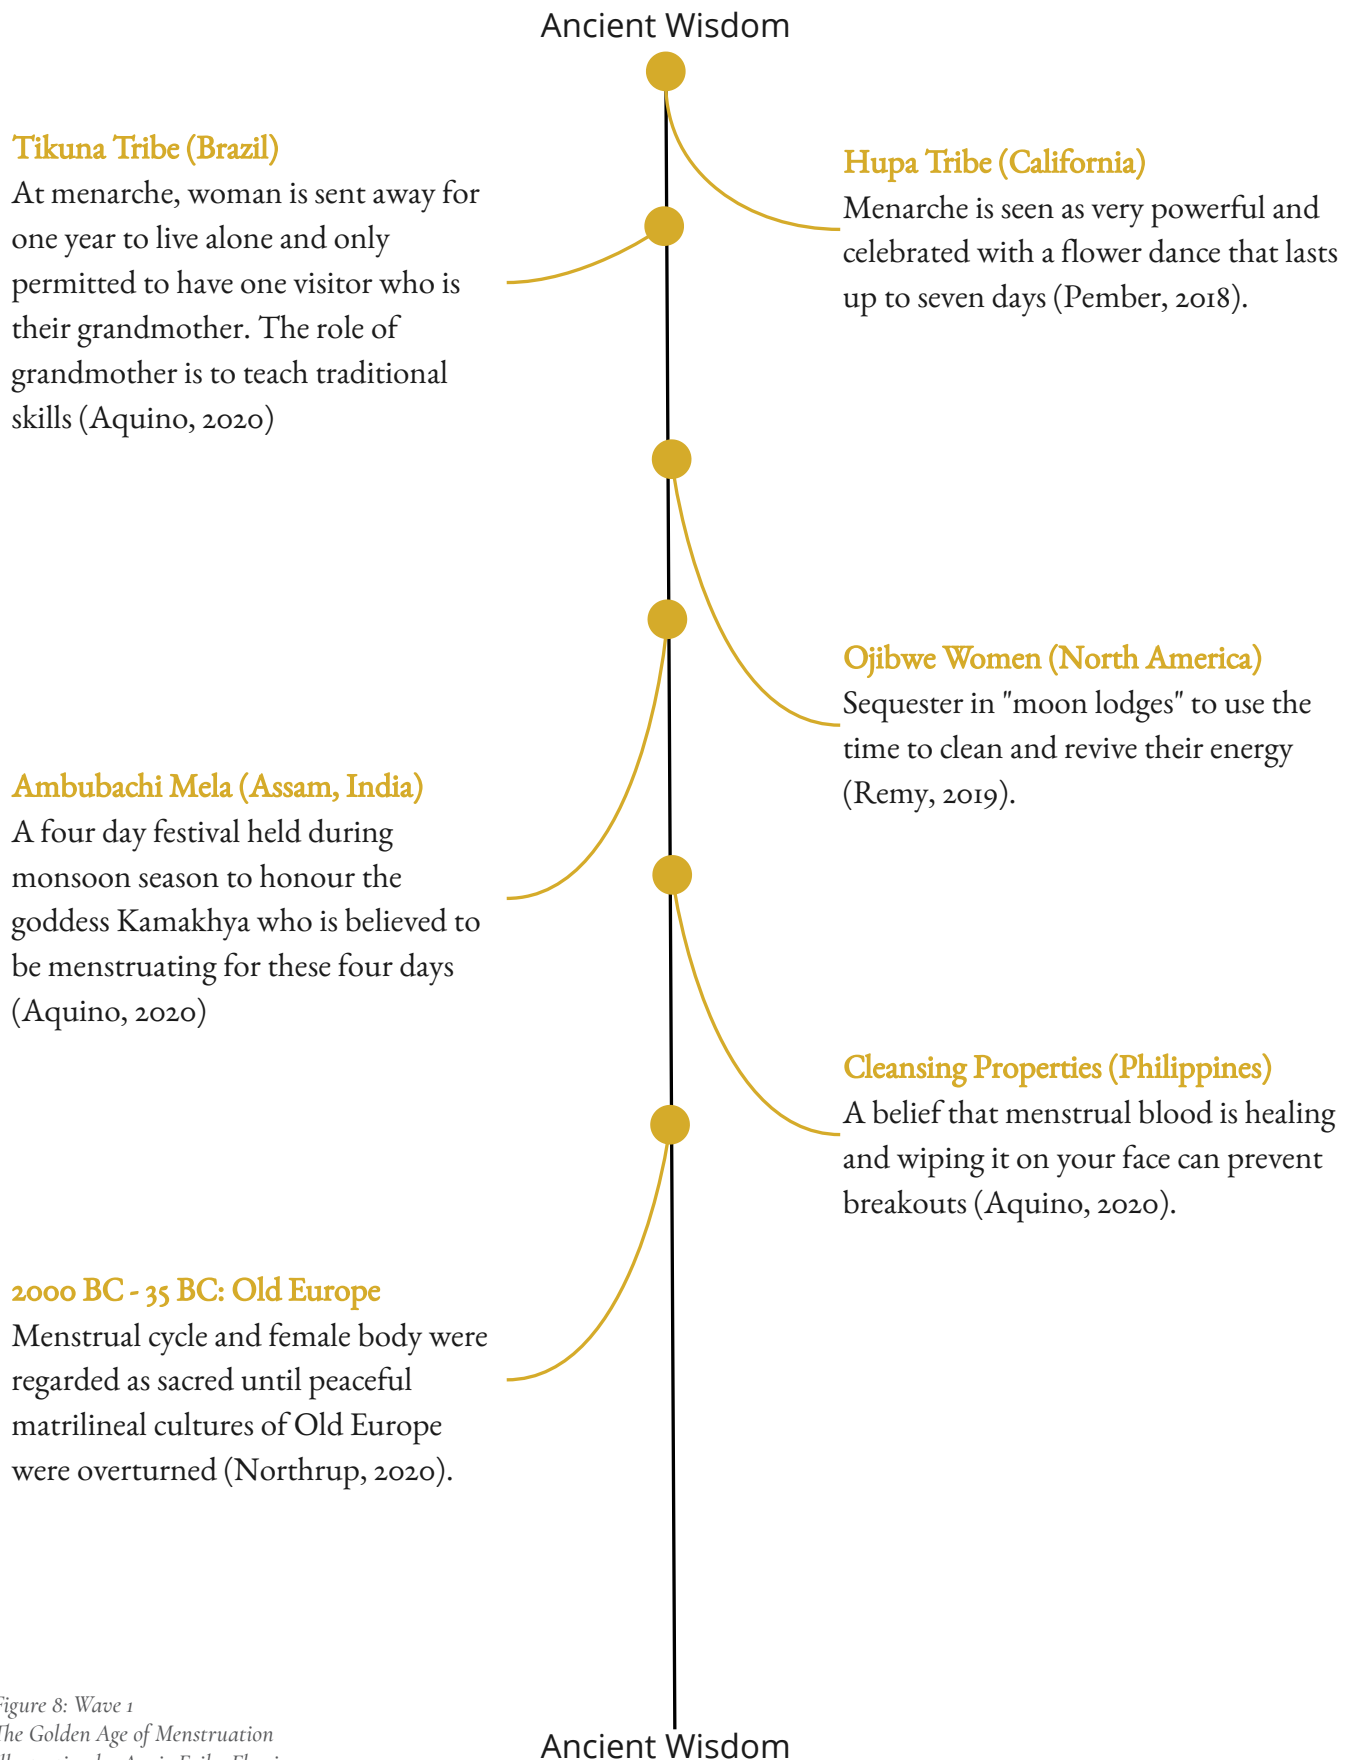 Ancient Wisdom
Tikuna Tribe (Brazil)
At menarche, woman is sent away for
one year to live alone and only
permitted to have one visitor who is
their grandmother. The role of
grandmother is to teach traditional
skills (Aquino, 2020)
Hupa Tribe (California)
Menarche is seen as very powerful and
celebrated with a flower dance that lasts
up to seven days (Pember, 2018).
Ojibwe Women (North America)
Sequester in "moon lodges" to use the
time to clean and revive their energy
(Remy, 2019).
Ambubachi Mela (Assam, India)
A four day festival held during
monsoon season to honour the
goddess Kamakhya who is believed to
be menstruating for these four days
(Aquino, 2020)
Cleansing Properties (Philippines)
A belief that menstrual blood is healing
and wiping it on your face can prevent
breakouts (Aquino, 2020).
2000 BC - 35 BC: Old Europe
Menstrual cycle and female body were
regarded as sacred until peaceful
matrilineal cultures of Old Europe
were overturned (Northrup, 2020).
Figure 8: Wave 1
The Golden Age of Menstruation
Ancient Wisdom